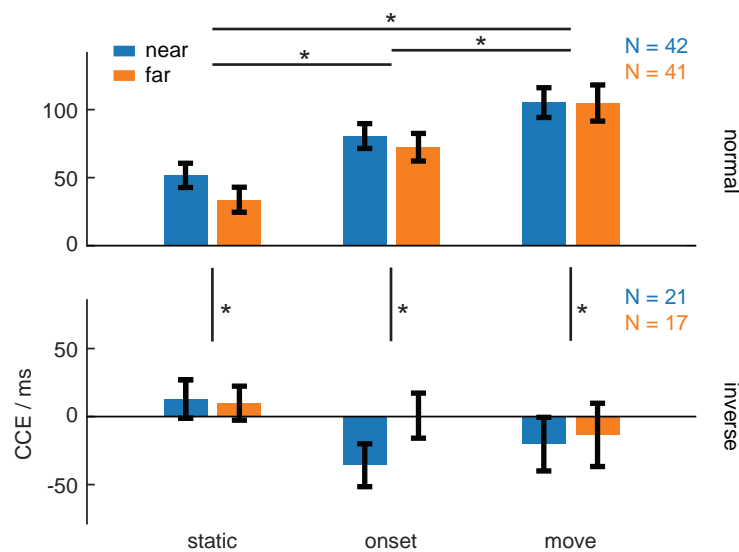 *
near
far
*
*
N = 42
N = 41
100
50
0
normal
*
*
*
N = 21
N = 17
50
0
-50
CCE / ms
inverse
static
onset
move